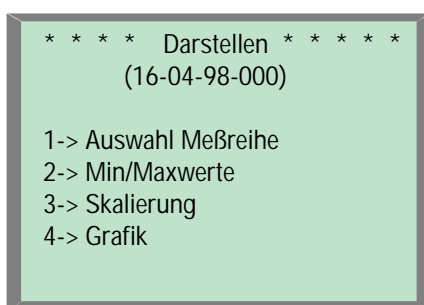 * * * * Darstellen * * * * *
(16-04-98-000)
1-> Auswahl Meßreihe
2-> Min/Maxwerte
3-> Skalierung
4-> Grafik